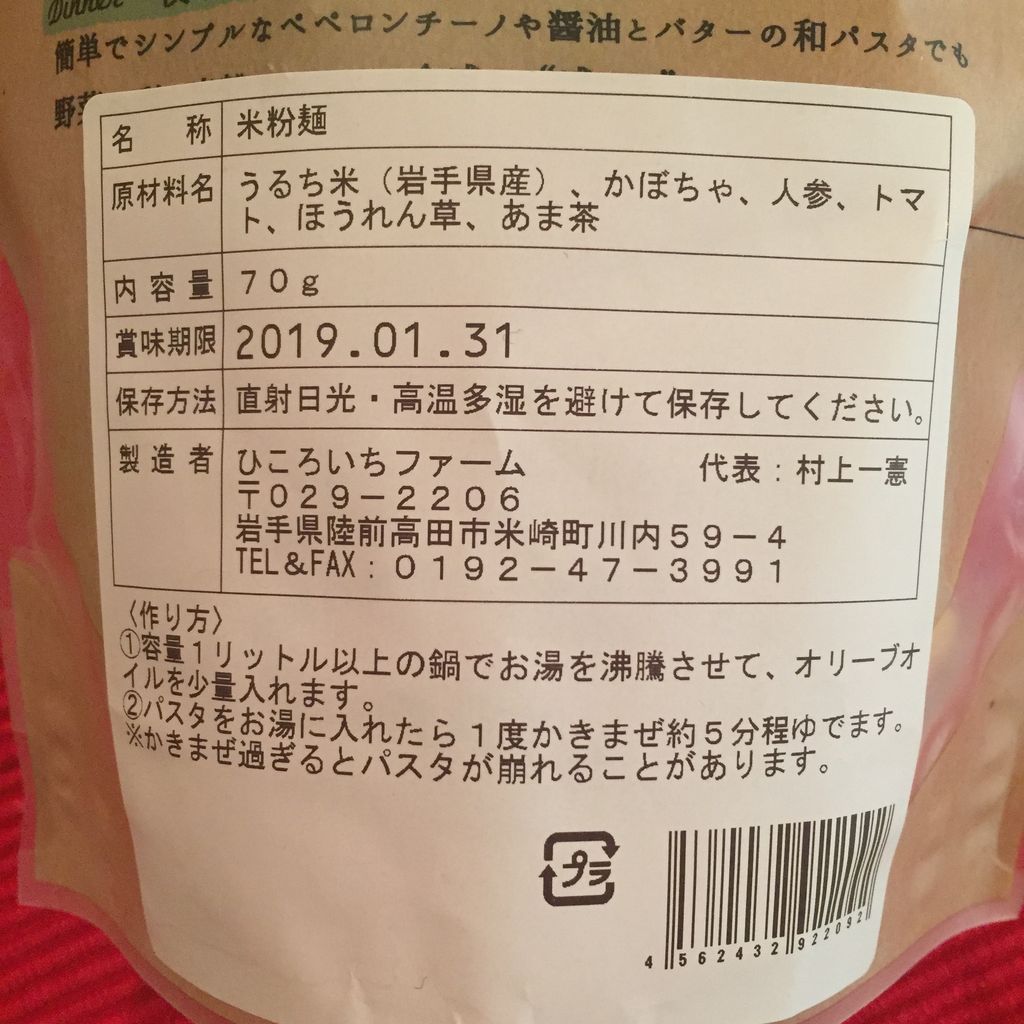 Dinner
簡単でシンプルなペペロンチーノや醤油とバターの和パスタでも
野菜
名 称 米粉麺
原材料名 うるち米（岩手県産）、かぼちゃ、人参、トマ
ト、ほうれん草、あま茶
内容量 70g
賞味期限 2019.01.31
保存方法 直射日光・高温多湿を避けて保存してください。
製造者 ひころいちファーム 代表：村上一憲
〒029－2206
岩手県陸前高田市米崎町川内59－4
TEL&FAX：0192－47－3991
〈作り方〉
①容量1リットル以上の鍋でお湯を沸騰させて、オリーブオ
イルを少量入れます。
②パスタをお湯に入れたら1度かきまぜ約5分程ゆでます。
※かきまぜ過ぎるとパスタが崩れることがあります。
プラ
4 562432 922092